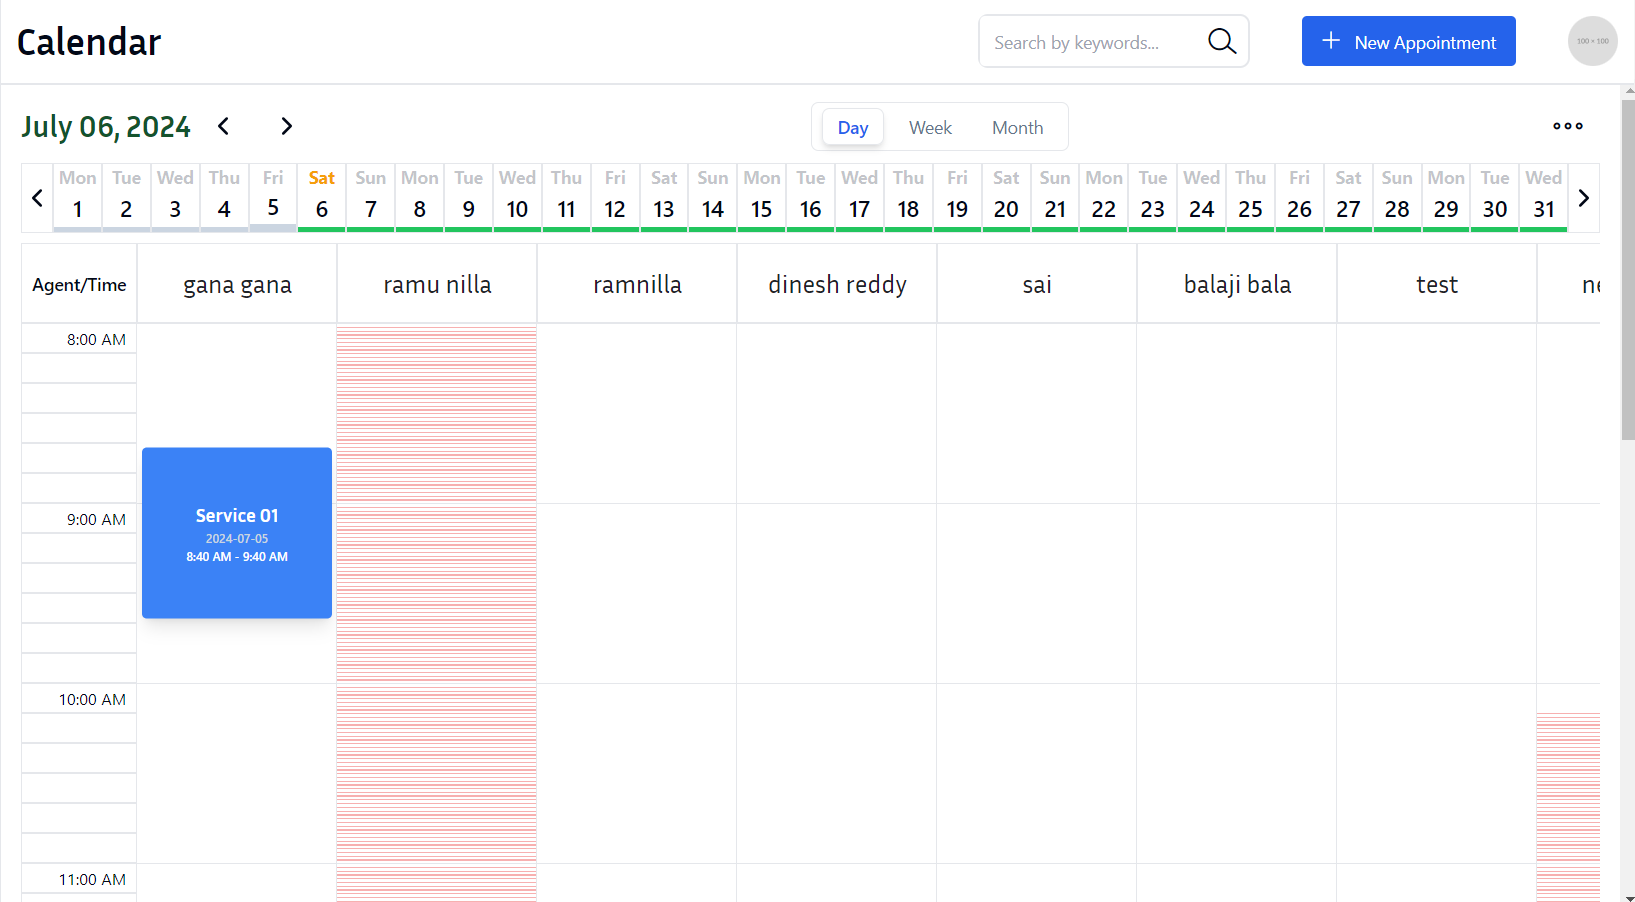 Calendar
Search by keywords...
New Appointment
100 × 100
July 06, 2024
Day Week Month
Mon Tue Wed Thu Fri Sat Sun Mon Tue Wed Thu Fri Sat Sun Mon Tue Wed Thu Fri Sat Sun Mon Tue Wed Thu Fri Sat Sun Mon Tue Wed
1 2 3 4 5 6 7 8 9 10 11 12 13 14 15 16 17 18 19 20 21 22 23 24 25 26 27 28 29 30 31
Agent/Time gana gana ramu nilla ramnilla dinesh reddy sai balaji bala test
8:00 AM
Service 01
9:00 AM
2024-07-05
8:40 AM - 9:40 AM
10:00 AM
11:00 AM